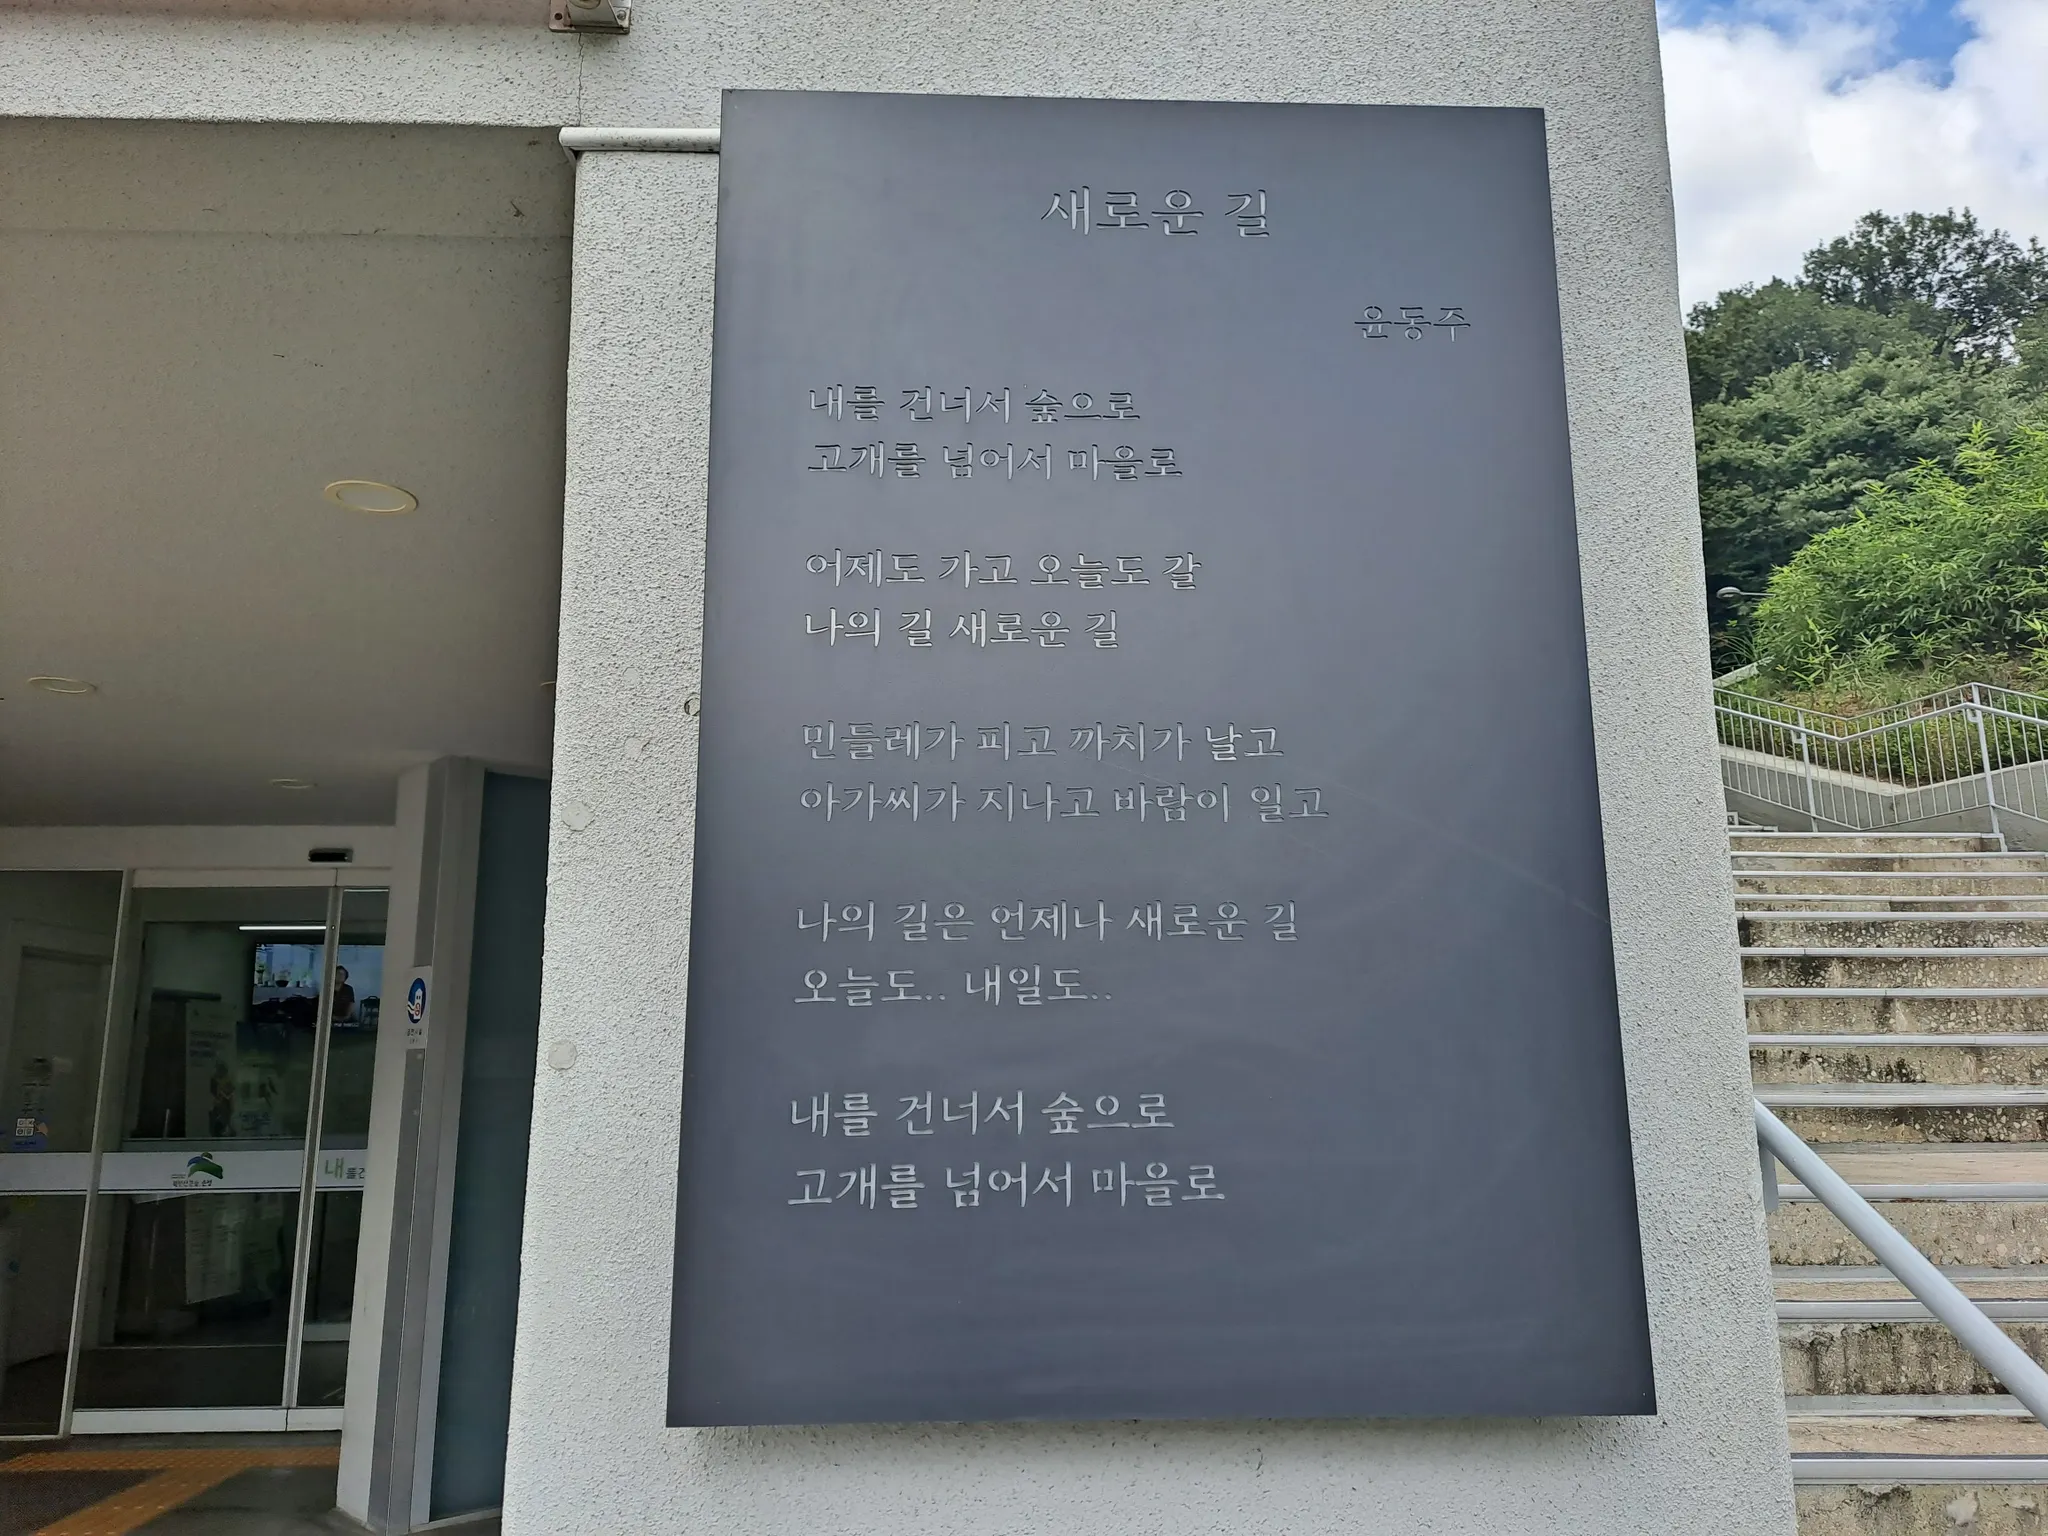 새로운 길
윤동주
내를 건너서 숲으로
고개를 넘어서 마을로
어제도 가고 오늘도 갈
나의 길 새로운 길
민들레가 피고 까치가 날고
아가씨가 지나고 바람이 일고
나의 길은 언제나 새로운 길
오늘도.. 내일도..
내를 건너서 숲으로
고개를 넘어서 마을로
내를건